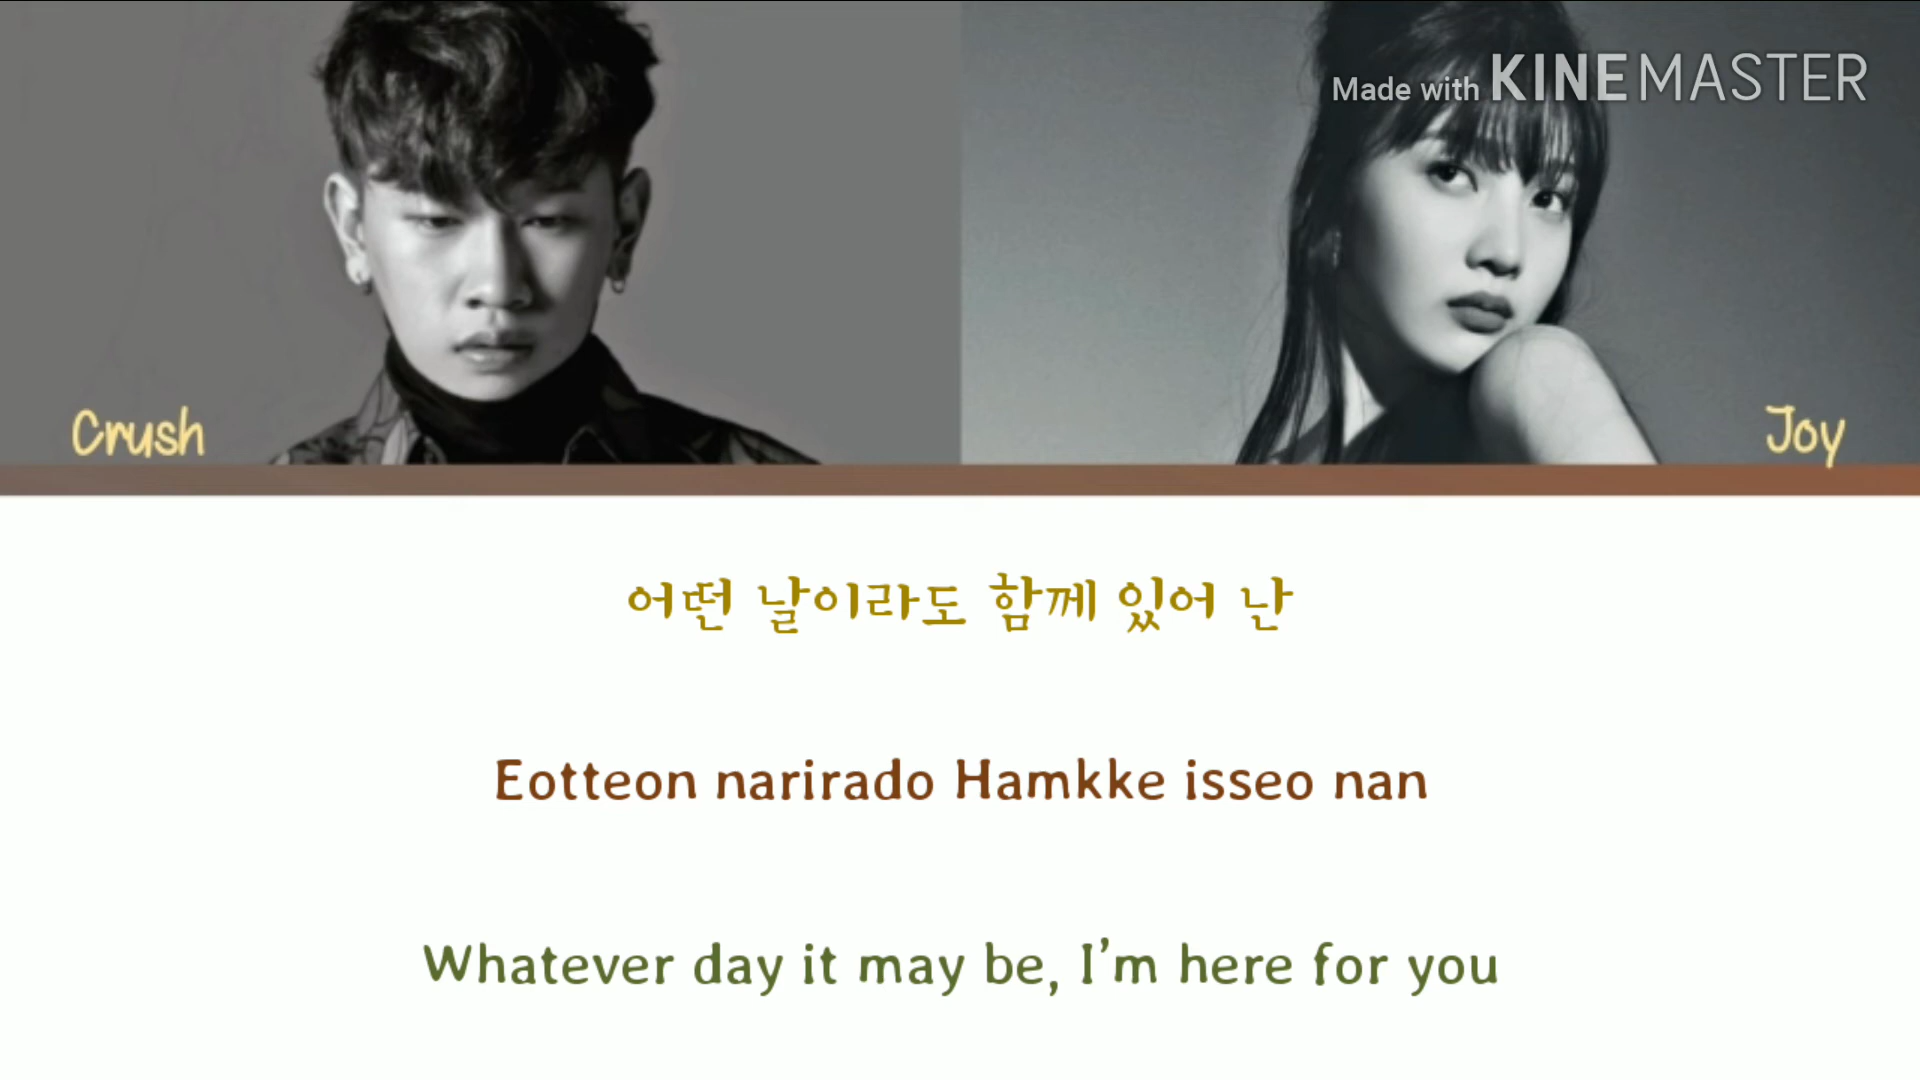 Made with KINEMASTER
Crush
Joy
어떤 날이라도 함께 있어 난
Eotteon narirado Hamkke isseo nan
Whatever day it may be, I'm here for you